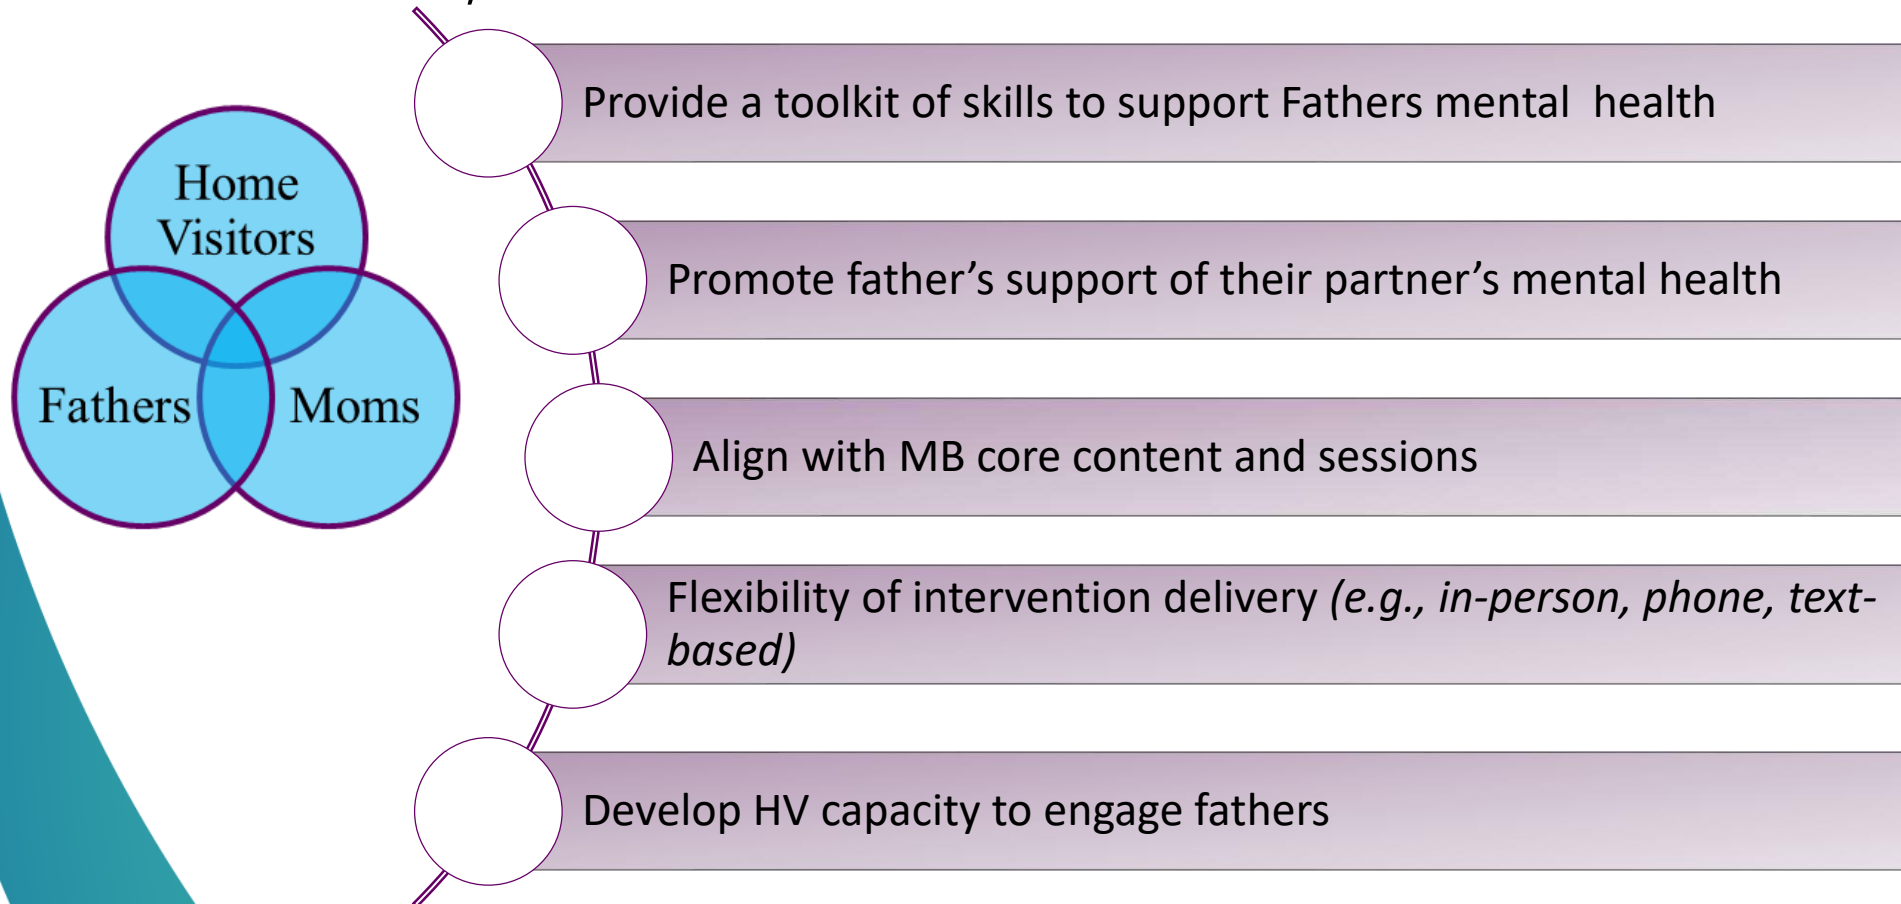 Home
Visitors
Fathers
Moms
Provide a toolkit of skills to support Fathers mental  health
Promote father’s support of their partner’s mental health
Align with MB core content and sessions
Flexibility of intervention delivery (e.g., in-person, phone, text-
based)
Develop HV capacity to engage fathers